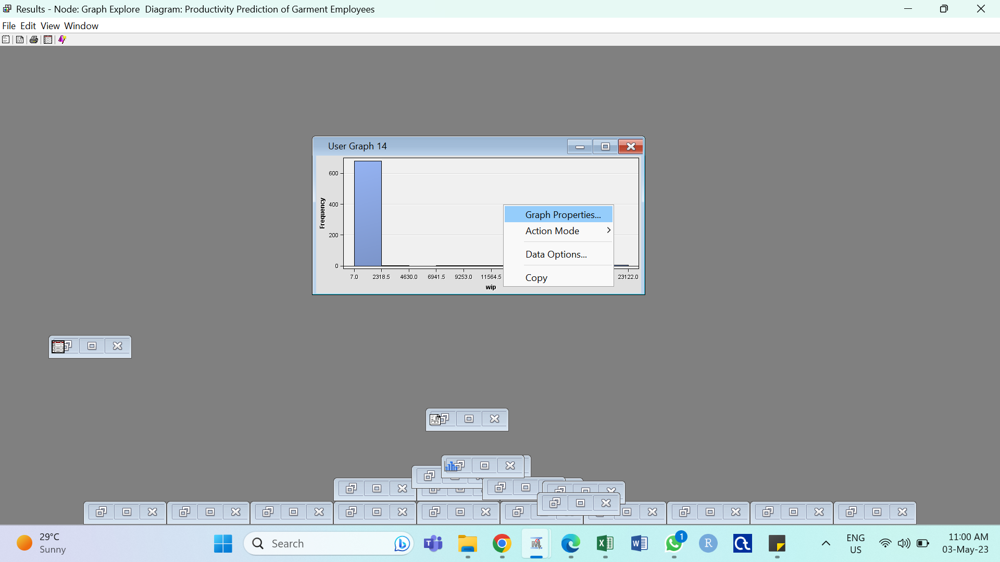 Results - Node: Graph Explore  Diagram: Productivity Prediction of Garment Employees
File Edit View Window
User Graph 14
600
400
200
0
Frequency
7.0 2318.5 4630.0 6941.5 9253.0 11564.5 23122.0
wip
Graph Properties...
Action Mode
Data Options...
Copy
29°C
Sunny
Search
1
ENG
US
11:00 AM
03-May-23